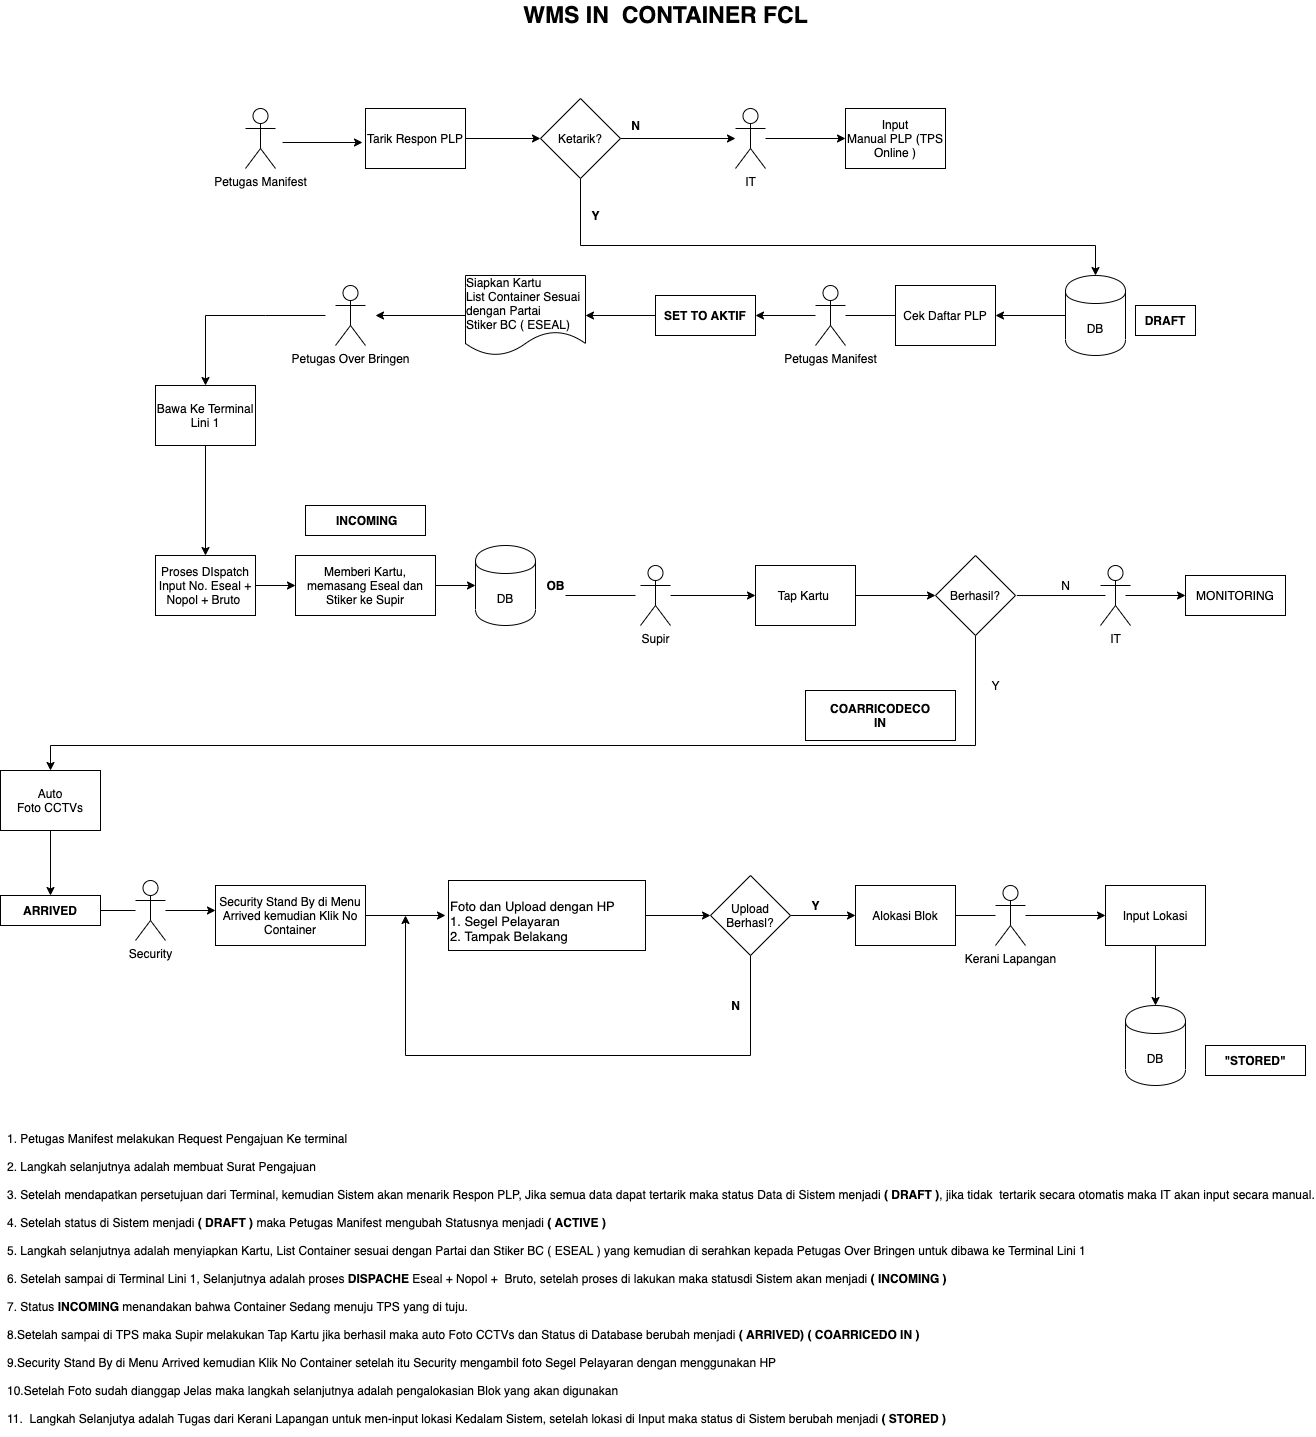 WMS IN  CONTAINER FCL
Petugas Manifest
Tarik Respon PLP
Ketarik?
N
IT
Input
Manual PLP (TPS
Online )
Y
DB
DRAFT
Cek Daftar PLP
Petugas Manifest
SET TO AKTIF
Siapkan Kartu
List Container Sesuai
dengan Partai
Stiker BC ( ESEAL)
Petugas Over Bringen
Bawa Ke Terminal
Lini 1
INCOMING
Proses DIspatch
Input No. Eseal +
Nopol + Bruto
Memberi Kartu,
memasang Eseal dan
Stiker ke Supir
DB
OB
Supir
Tap Kartu
Berhasil?
N
IT
MONITORING
Y
COARRICODECO
IN
Auto
Foto CCTVs
ARRIVED
Security
Security Stand By di Menu
Arrived kemudian Klik No
Container
Foto dan Upload dengan HP
1. Segel Pelayaran
2. Tampak Belakang
Upload
Berhasl?
Y
N
Alokasi Blok
Kerani Lapangan
Input Lokasi
DB
"STORED"
1. Petugas Manifest melakukan Request Pengajuan Ke terminal
2. Langkah selanjutnya adalah membuat Surat Pengajuan
3. Setelah mendapatkan persetujuan dari Terminal, kemudian Sistem akan menarik Respon PLP, Jika semua data dapat tertarik maka status Data di Sistem menjadi ( DRAFT ), jika tidak  tertarik secara otomatis maka IT akan input secara manual.
4. Setelah status di Sistem menjadi ( DRAFT ) maka Petugas Manifest mengubah Statusnya menjadi ( ACTIVE )
5. Langkah selanjutnya adalah menyiapkan Kartu, List Container sesuai dengan Partai dan Stiker BC ( ESEAL ) yang kemudian di serahkan kepada Petugas Over Bringen untuk dibawa ke Terminal Lini 1
6. Setelah sampai di Terminal Lini 1, Selanjutnya adalah proses DISPACHE Eseal + Nopol +  Bruto, setelah proses di lakukan maka statusdi Sistem akan menjadi ( INCOMING )
7. Status INCOMING menandakan bahwa Container Sedang menuju TPS yang di tuju.
8.Setelah sampai di TPS maka Supir melakukan Tap Kartu jika berhasil maka auto Foto CCTVs dan Status di Database berubah menjadi ( ARRIVED) ( COARRICEDO IN )
9.Security Stand By di Menu Arrived kemudian Klik No Container setelah itu Security mengambil foto Segel Pelayaran dengan menggunakan HP
10.Setelah Foto sudah dianggap Jelas maka langkah selanjutnya adalah pengalokasian Blok yang akan digunakan
11.  Langkah Selanjutya adalah Tugas dari Kerani Lapangan untuk men-input lokasi Kedalam Sistem, setelah lokasi di Input maka status di Sistem berubah menjadi ( STORED )